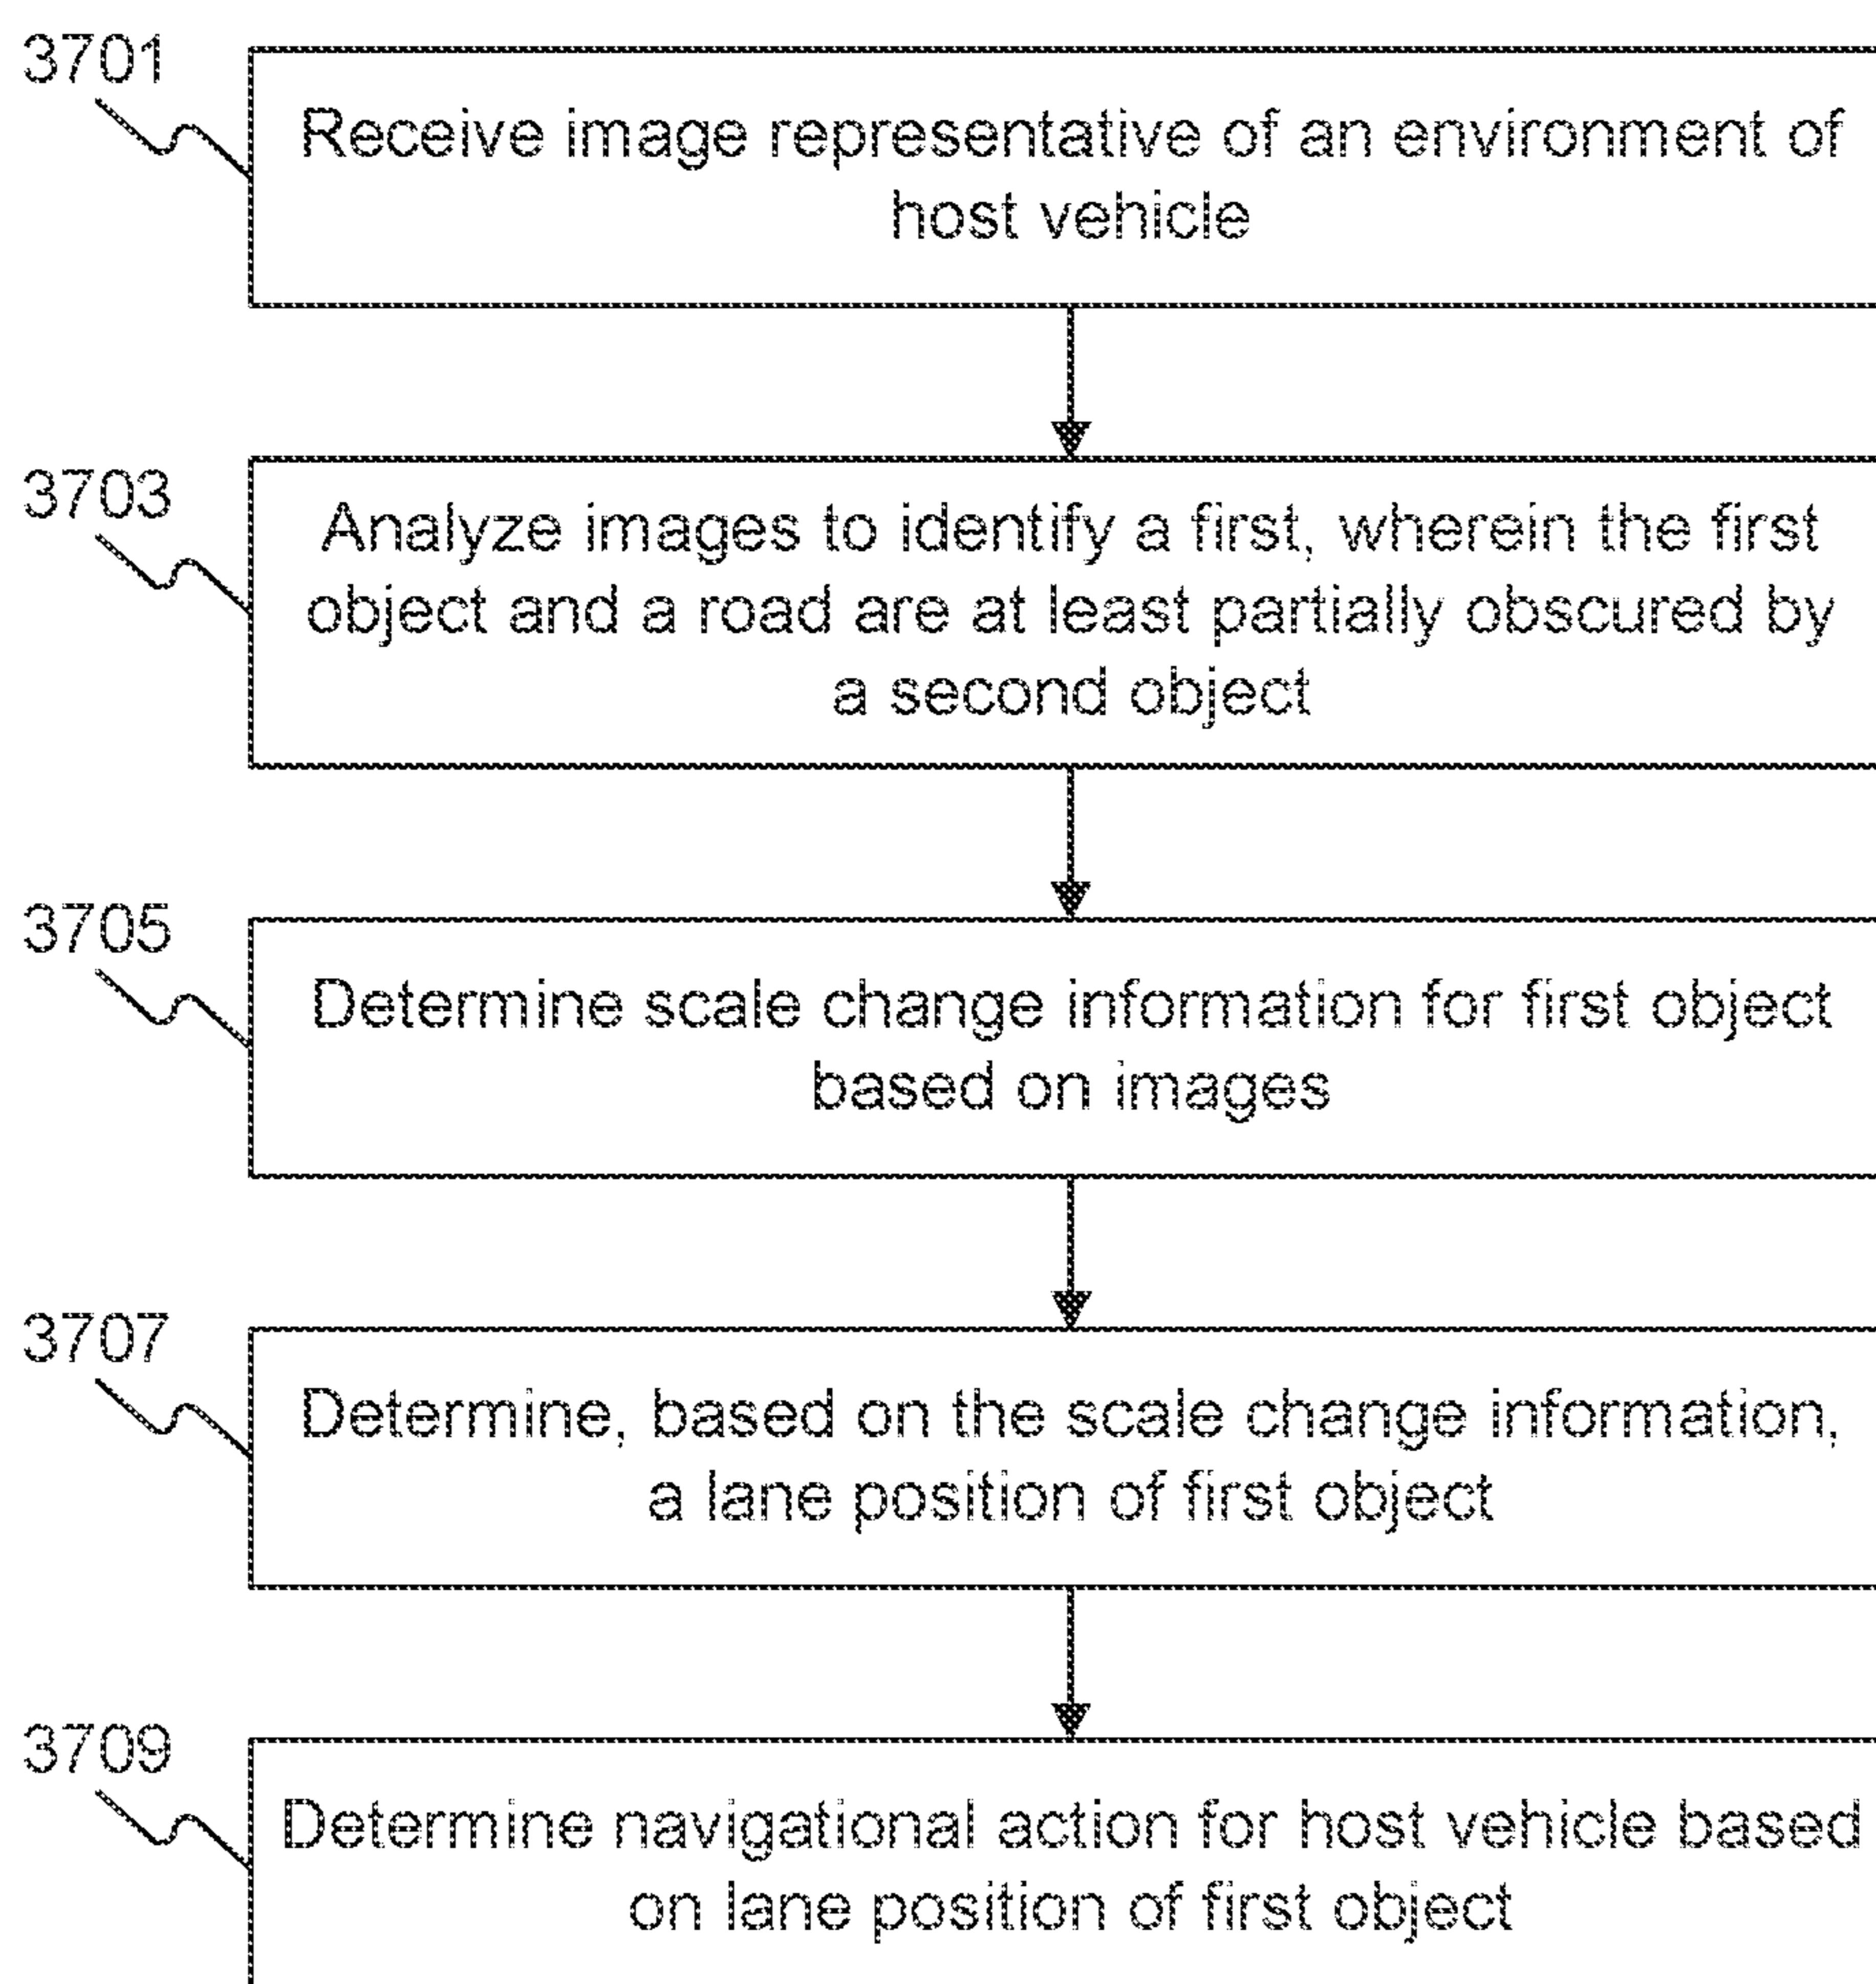 3701
Receive image representative of an environment of
host vehicle
3703
Analyze images to identify a first, wherein the first
object and a road are at least partially obscured by
a second object
3705
Determine scale change information for first object
based on images
3707
Determine, based on the scale change information,
a lane position of first object
3709
Determine navigational action for host vehicle based
on lane position of first object